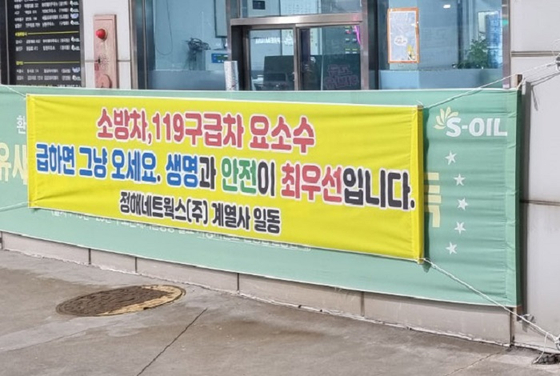 소방차,119구급차 요소수
급하면 그냥 오세요. 생명과 안전이 최우선입니다.
정해네트웍스(주) 계열사 일동
S-OIL